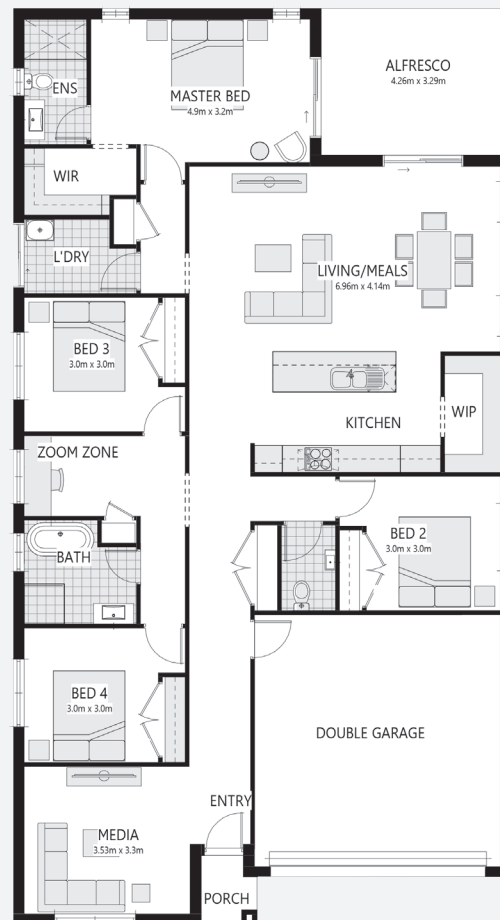 ALFRESCO
4.26m x 3.29m
ENS
MASTER BED
4.9m x 3.2m
WIR
L'DRY
LIVING/MEALS
6.96m x 4.14m
BED 3
3.0m x 3.0m
WIP
KITCHEN
ZOOM ZONE
BED 2
3.0m x 3.0m
BATH
BED 4
3.0m x 3.0m
DOUBLE GARAGE
ENTRY
MEDIA
3.53m x 3.3m
PORCH